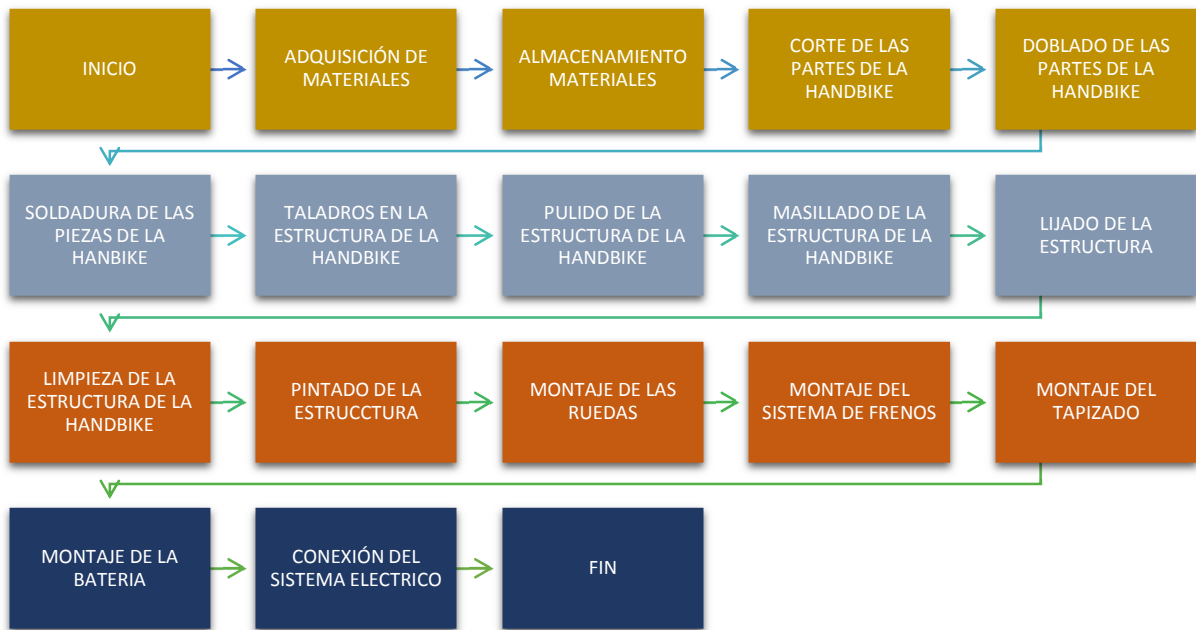 INICIO
ADQUISICIÓN DE
MATERIALES
ALMACENAMIENTO
MATERIALES
CORTE DE LAS
PARTES DE LA
HANDBIKE
DOBLADO DE LAS
PARTES DE LA
HANDBIKE
SOLDADURA DE LAS
PIEZAS DE LA
HANBIKE
TALADROS EN LA
ESTRUCTURA DE LA
HANDBIKE
PULIDO DE LA
ESTRUCTURA DE LA
HANDBIKE
MASILLADO DE LA
ESTRUCTURA DE LA
HANDBIKE
LIJADO DE LA
ESTRUCTURA
LIMPIEZA DE LA
ESTRUCTURA DE LA
HANDBIKE
PINTADO DE LA
ESTRUCCTURA
MONTAJE DE LAS
RUEDAS
MONTAJE DEL
SISTEMA DE FRENOS
MONTAJE DEL
TAPIZADO
MONTAJE DE LA
BATERIA
CONEXIÓN DEL
SISTEMA ELECTRICO
FIN